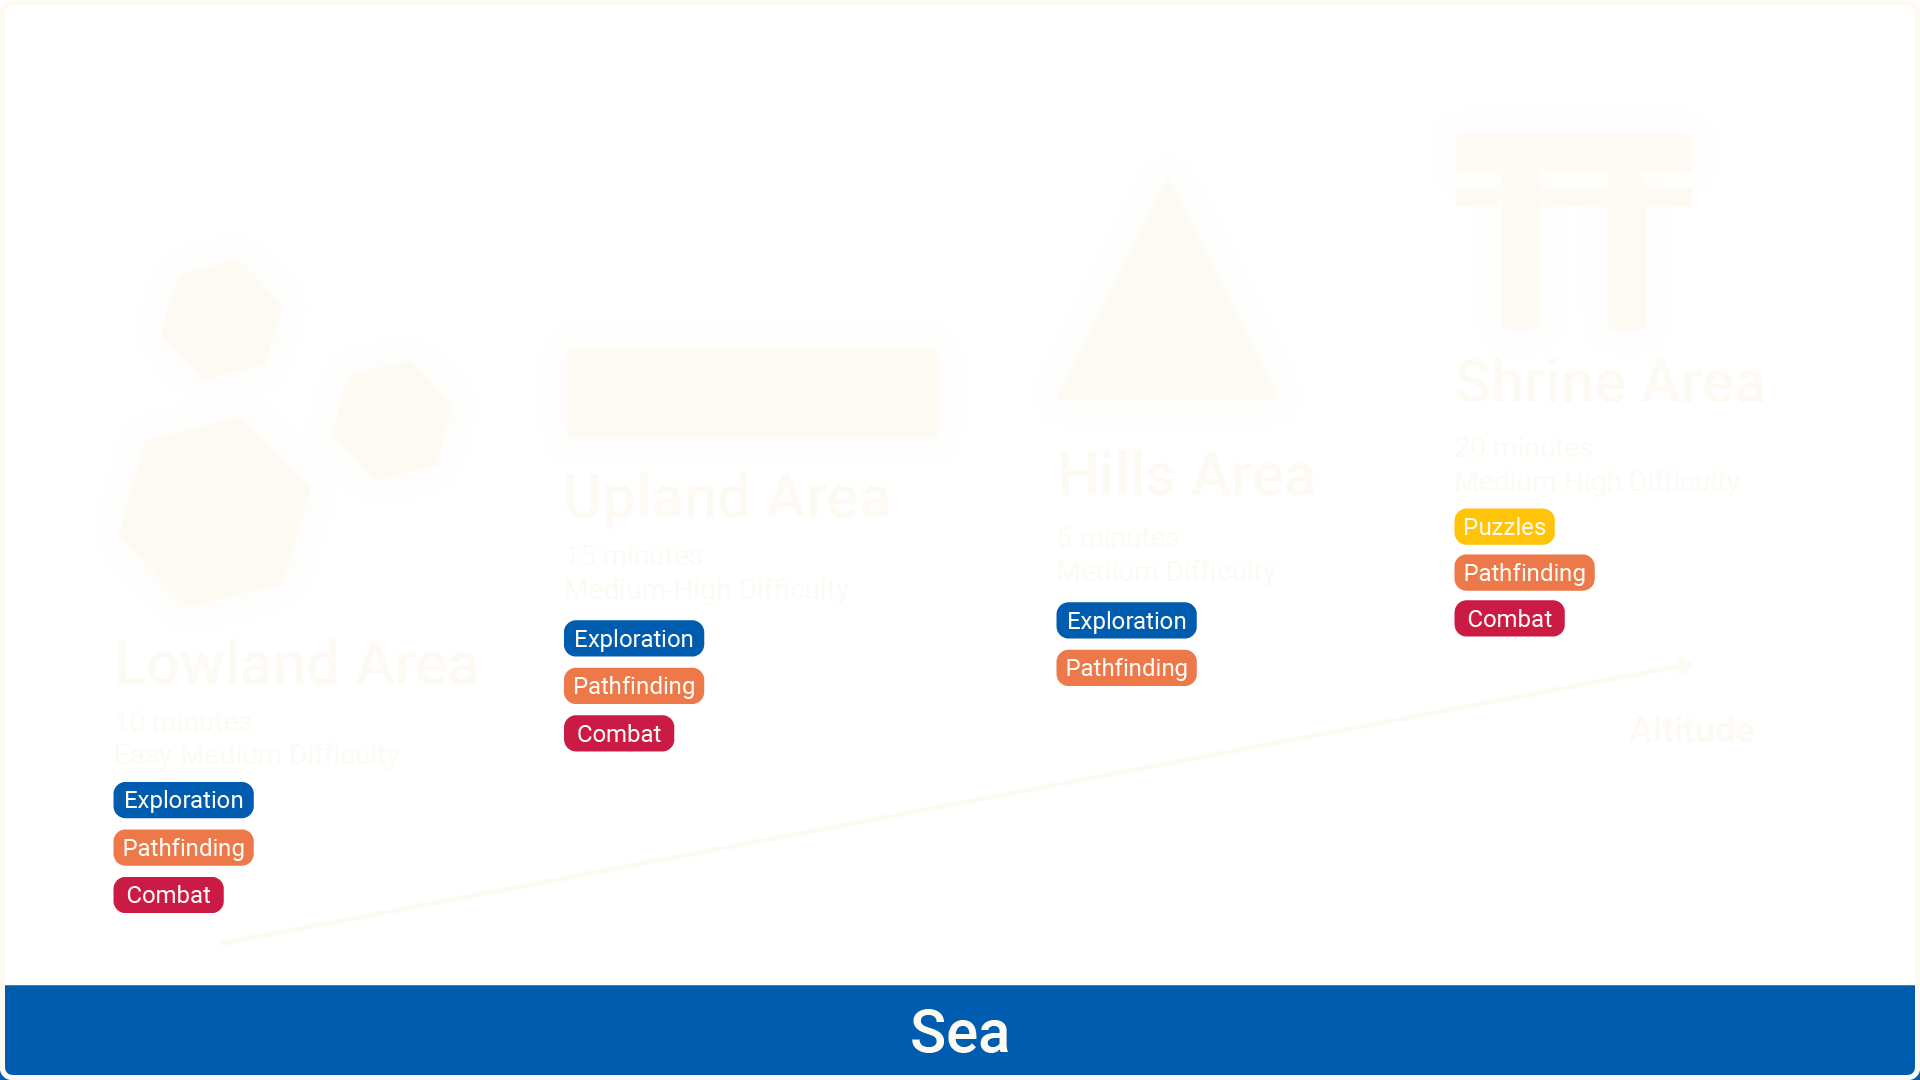 Lowland Area
10 minutes
Easy-Medium Difficulty
Exploration
Pathfinding
Combat
Upland Area
15 minutes
Medium-High Difficulty
Exploration
Pathfinding
Combat
Hills Area
5 minutes
Medium Difficulty
Exploration
Pathfinding
Shrine Area
20 minutes
Medium-High Difficulty
Puzzles
Pathfinding
Combat
Altitude
Sea